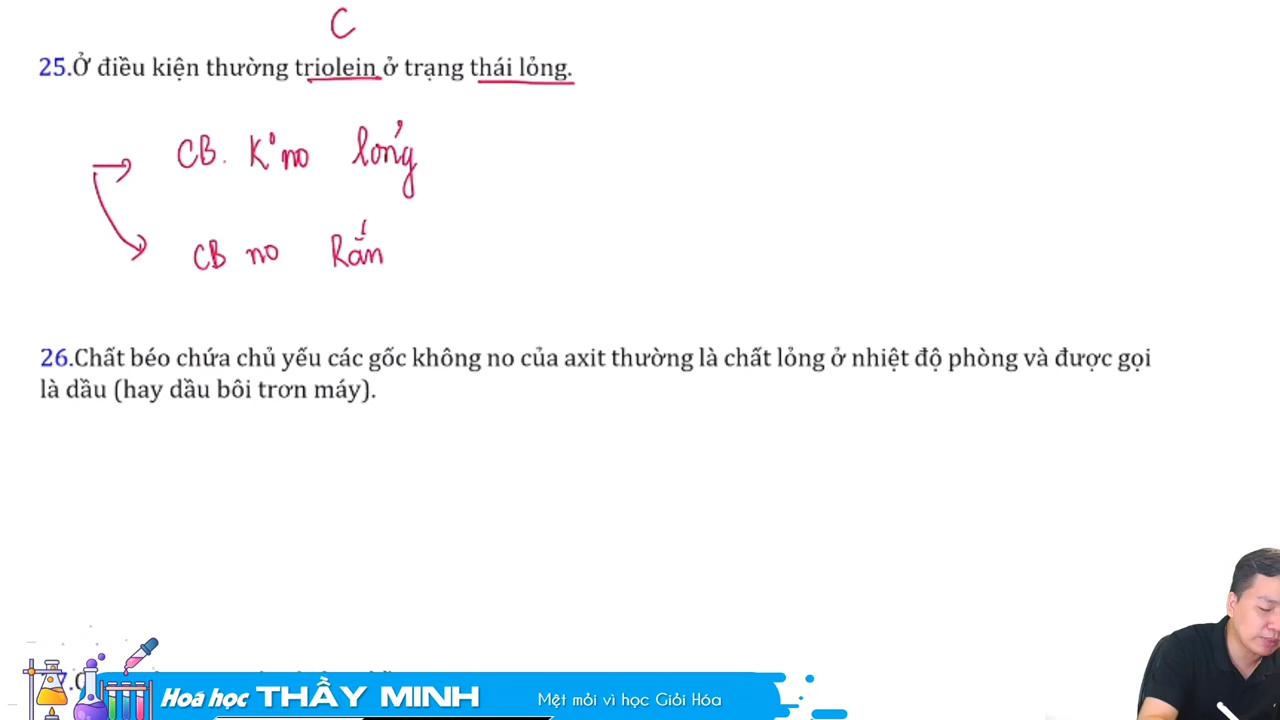 C
25.Ở điều kiện thường triolein ở trạng thái lỏng.
CB. K° no lỏng
CB no Rắn
26.Chất béo chứa chủ yếu các gốc không no của axit thường là chất lỏng ở nhiệt độ phòng và được gọi
là dầu (hay dầu bôi trơn máy).
Hoá học THẦY MINH
Mệt mỏi vì học Giỏi Hóa